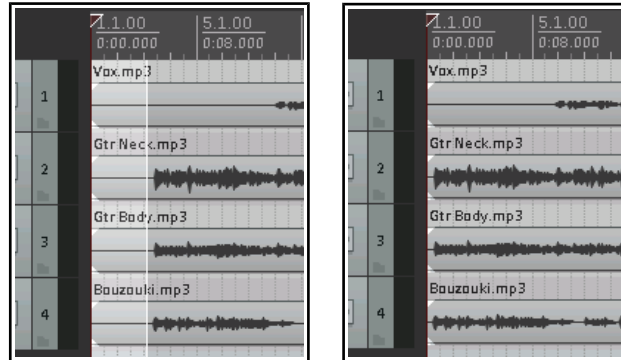 1.1.00 5.1.00
0:00.000 0:08.000
Vox.mp3
1
Gtr Neck.mp3
2
Gtr Body.mp3
3
Bouzouki.mp3
4
1.1.00 5.1.00
0:00.000 0:08.000
Vox.mp3
1
Gtr Neck.mp3
2
Gtr Body.mp3
3
Bouzouki.mp3
4